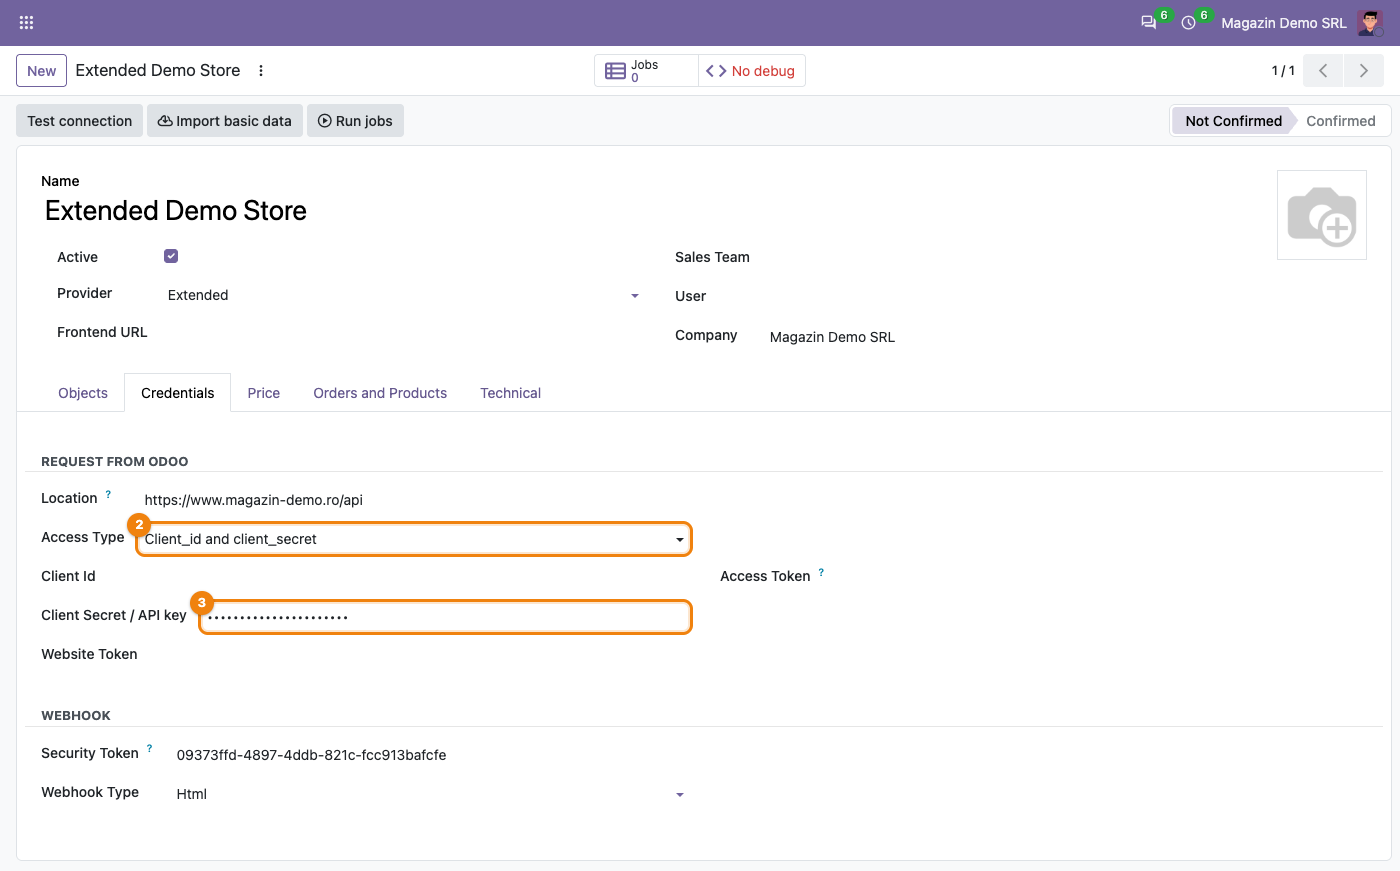 6
6
Magazin Demo SRL
New
Extended Demo Store
Jobs
0
No debug
1 / 1
Test connection
Import basic data
Run jobs
Not Confirmed
Confirmed
Name
Extended Demo Store
Active
Sales Team
Provider
Extended
User
Frontend URL
Company
Magazin Demo SRL
Objects
Credentials
Price
Orders and Products
Technical
REQUEST FROM ODOO
Location ?
https://www.magazin-demo.ro/api
2
Access Type
Client_id and client_secret
Client Id
Access Token ?
3
Client Secret / API key
••••••••••••••••••••••
Website Token
WEBHOOK
Security Token ?
09373ffd-4897-4ddb-821c-fcc913bafcfe
Webhook Type
Html